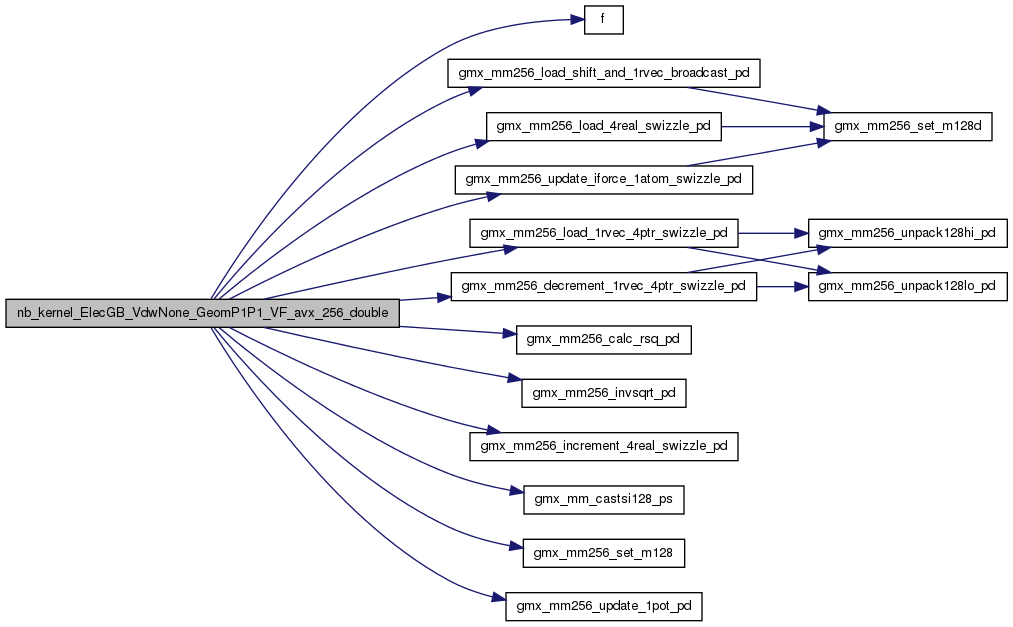 f
gmx_mm256_load_shift_and_1rvec_broadcast_pd
gmx_mm256_load_4real_swizzle_pd
gmx_mm256_set_m128d
gmx_mm256_update_iforce_1atom_swizzle_pd
gmx_mm256_load_1rvec_4ptr_swizzle_pd
gmx_mm256_unpack128hi_pd
gmx_mm256_decrement_1rvec_4ptr_swizzle_pd
gmx_mm256_unpack128lo_pd
nb_kernel_ElecGB_VdwNone_GeomP1P1_VF_avx_256_double
gmx_mm256_calc_rsq_pd
gmx_mm256_invsqrt_pd
gmx_mm256_increment_4real_swizzle_pd
gmx_mm_castsi128_ps
gmx_mm256_set_m128
gmx_mm256_update_1pot_pd